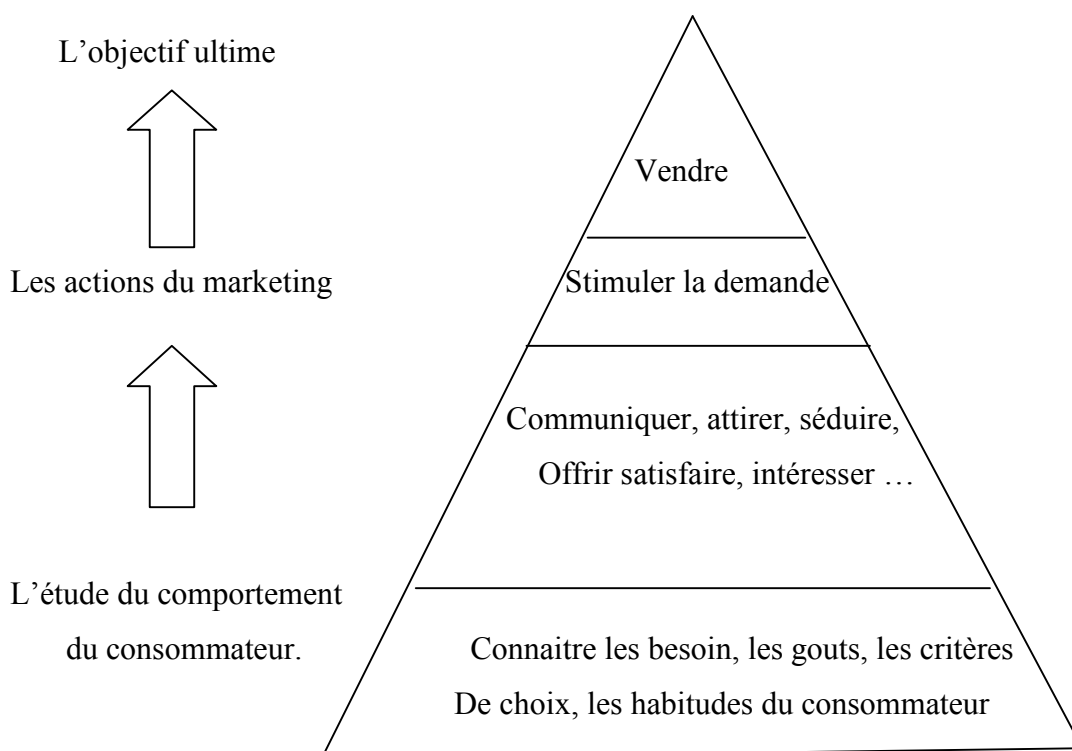 L’objectif ultime
Vendre
Les actions du marketing
Stimuler la demande
Communiquer, attirer, séduire,
Offrir satisfaire, intéresser …
L’étude du comportement
du consommateur.
Connaitre les besoin, les gouts, les critères
De choix, les habitudes du consommateur